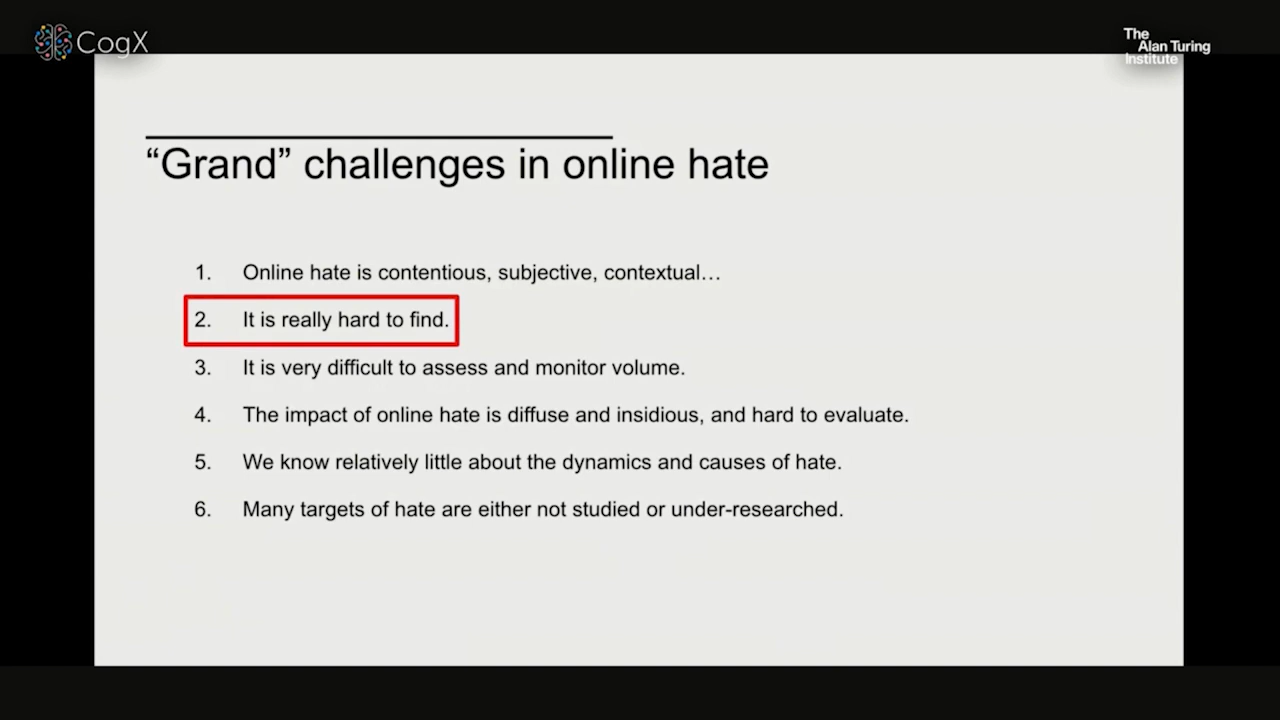 CogX
The
Alan Turing
Institute
“Grand” challenges in online hate
1. Online hate is contentious, subjective, contextual…
2. It is really hard to find.
3. It is very difficult to assess and monitor volume.
4. The impact of online hate is diffuse and insidious, and hard to evaluate.
5. We know relatively little about the dynamics and causes of hate.
6. Many targets of hate are either not studied or under-researched.